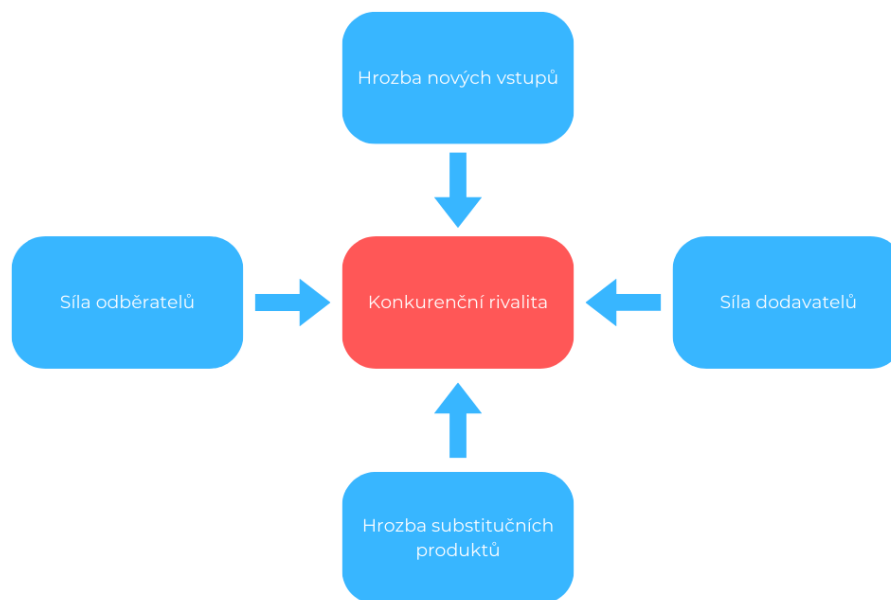 Hrozba nových vstupů
Síla odběratelů
Konkurenční rivalita
Síla dodavatelů
Hrozba substitučních
produktů